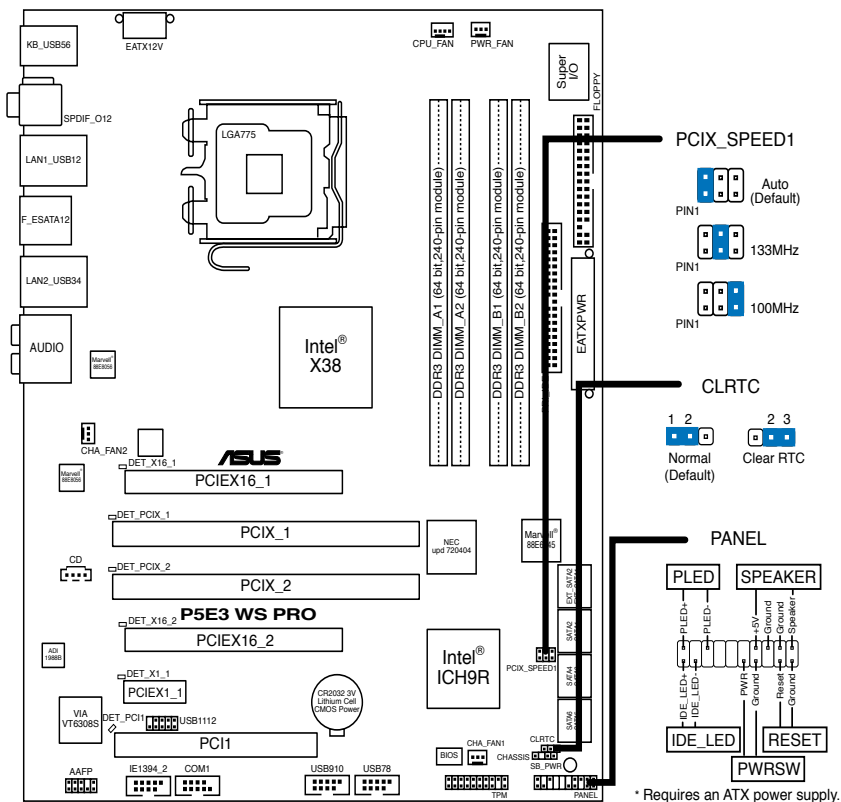 KB_USB56
EATX12V
CPU_FAN
PWR_FAN
Super I/O
FLOPPY
SPDIF_O12
LGA775
LAN1_USB12
F_ESATA12
LAN2_USB34
AUDIO
Marvell® 88E8056
Intel® X38
DDR3 DIMM_A1 (64 bit,240-pin module)
DDR3 DIMM_A2 (64 bit,240-pin module)
DDR3 DIMM_B1 (64 bit,240-pin module)
DDR3 DIMM_B2 (64 bit,240-pin module)
EATXPWR
CHA_FAN2
ASUS
Marvell® 88E8056
DET_X16_1
PCIEX16_1
DET_PCIX_1
PCIX_1
NEC upd 720404
CD
DET_PCIX_2
PCIX_2
EXT_SATA2
P5E3 WS PRO
DET_X16_2
PCIEX16_2
SATA2
ADI 1988B
Intel® ICH9R
PCIX_SPEED1
SATA4
DET_X1_1
PCIEX1_1
CR2032 3V
Lithium Cell
CMOS Power
VIA VT6308S
DET_PCI1
USB1112
SATA6
PCI1
BIOS
CHA_FAN1
CLRTC
CHASSIS
SB_PWR
AAFP
IE1394_2
COM1
USB910
USB78
TPM
PANEL
PCIX_SPEED1
PIN1
Auto
(Default)
PIN1
133MHz
PIN1
100MHz
CLRTC
1 2
Normal
(Default)
2 3
Clear RTC
PANEL
PLED
SPEAKER
PLED+
PLED-
+5V
Ground
Ground
Speaker
IDE_LED+
IDE_LED-
PWR
Ground
Reset
Ground
IDE_LED
RESET
PWRSW
* Requires an ATX power supply.